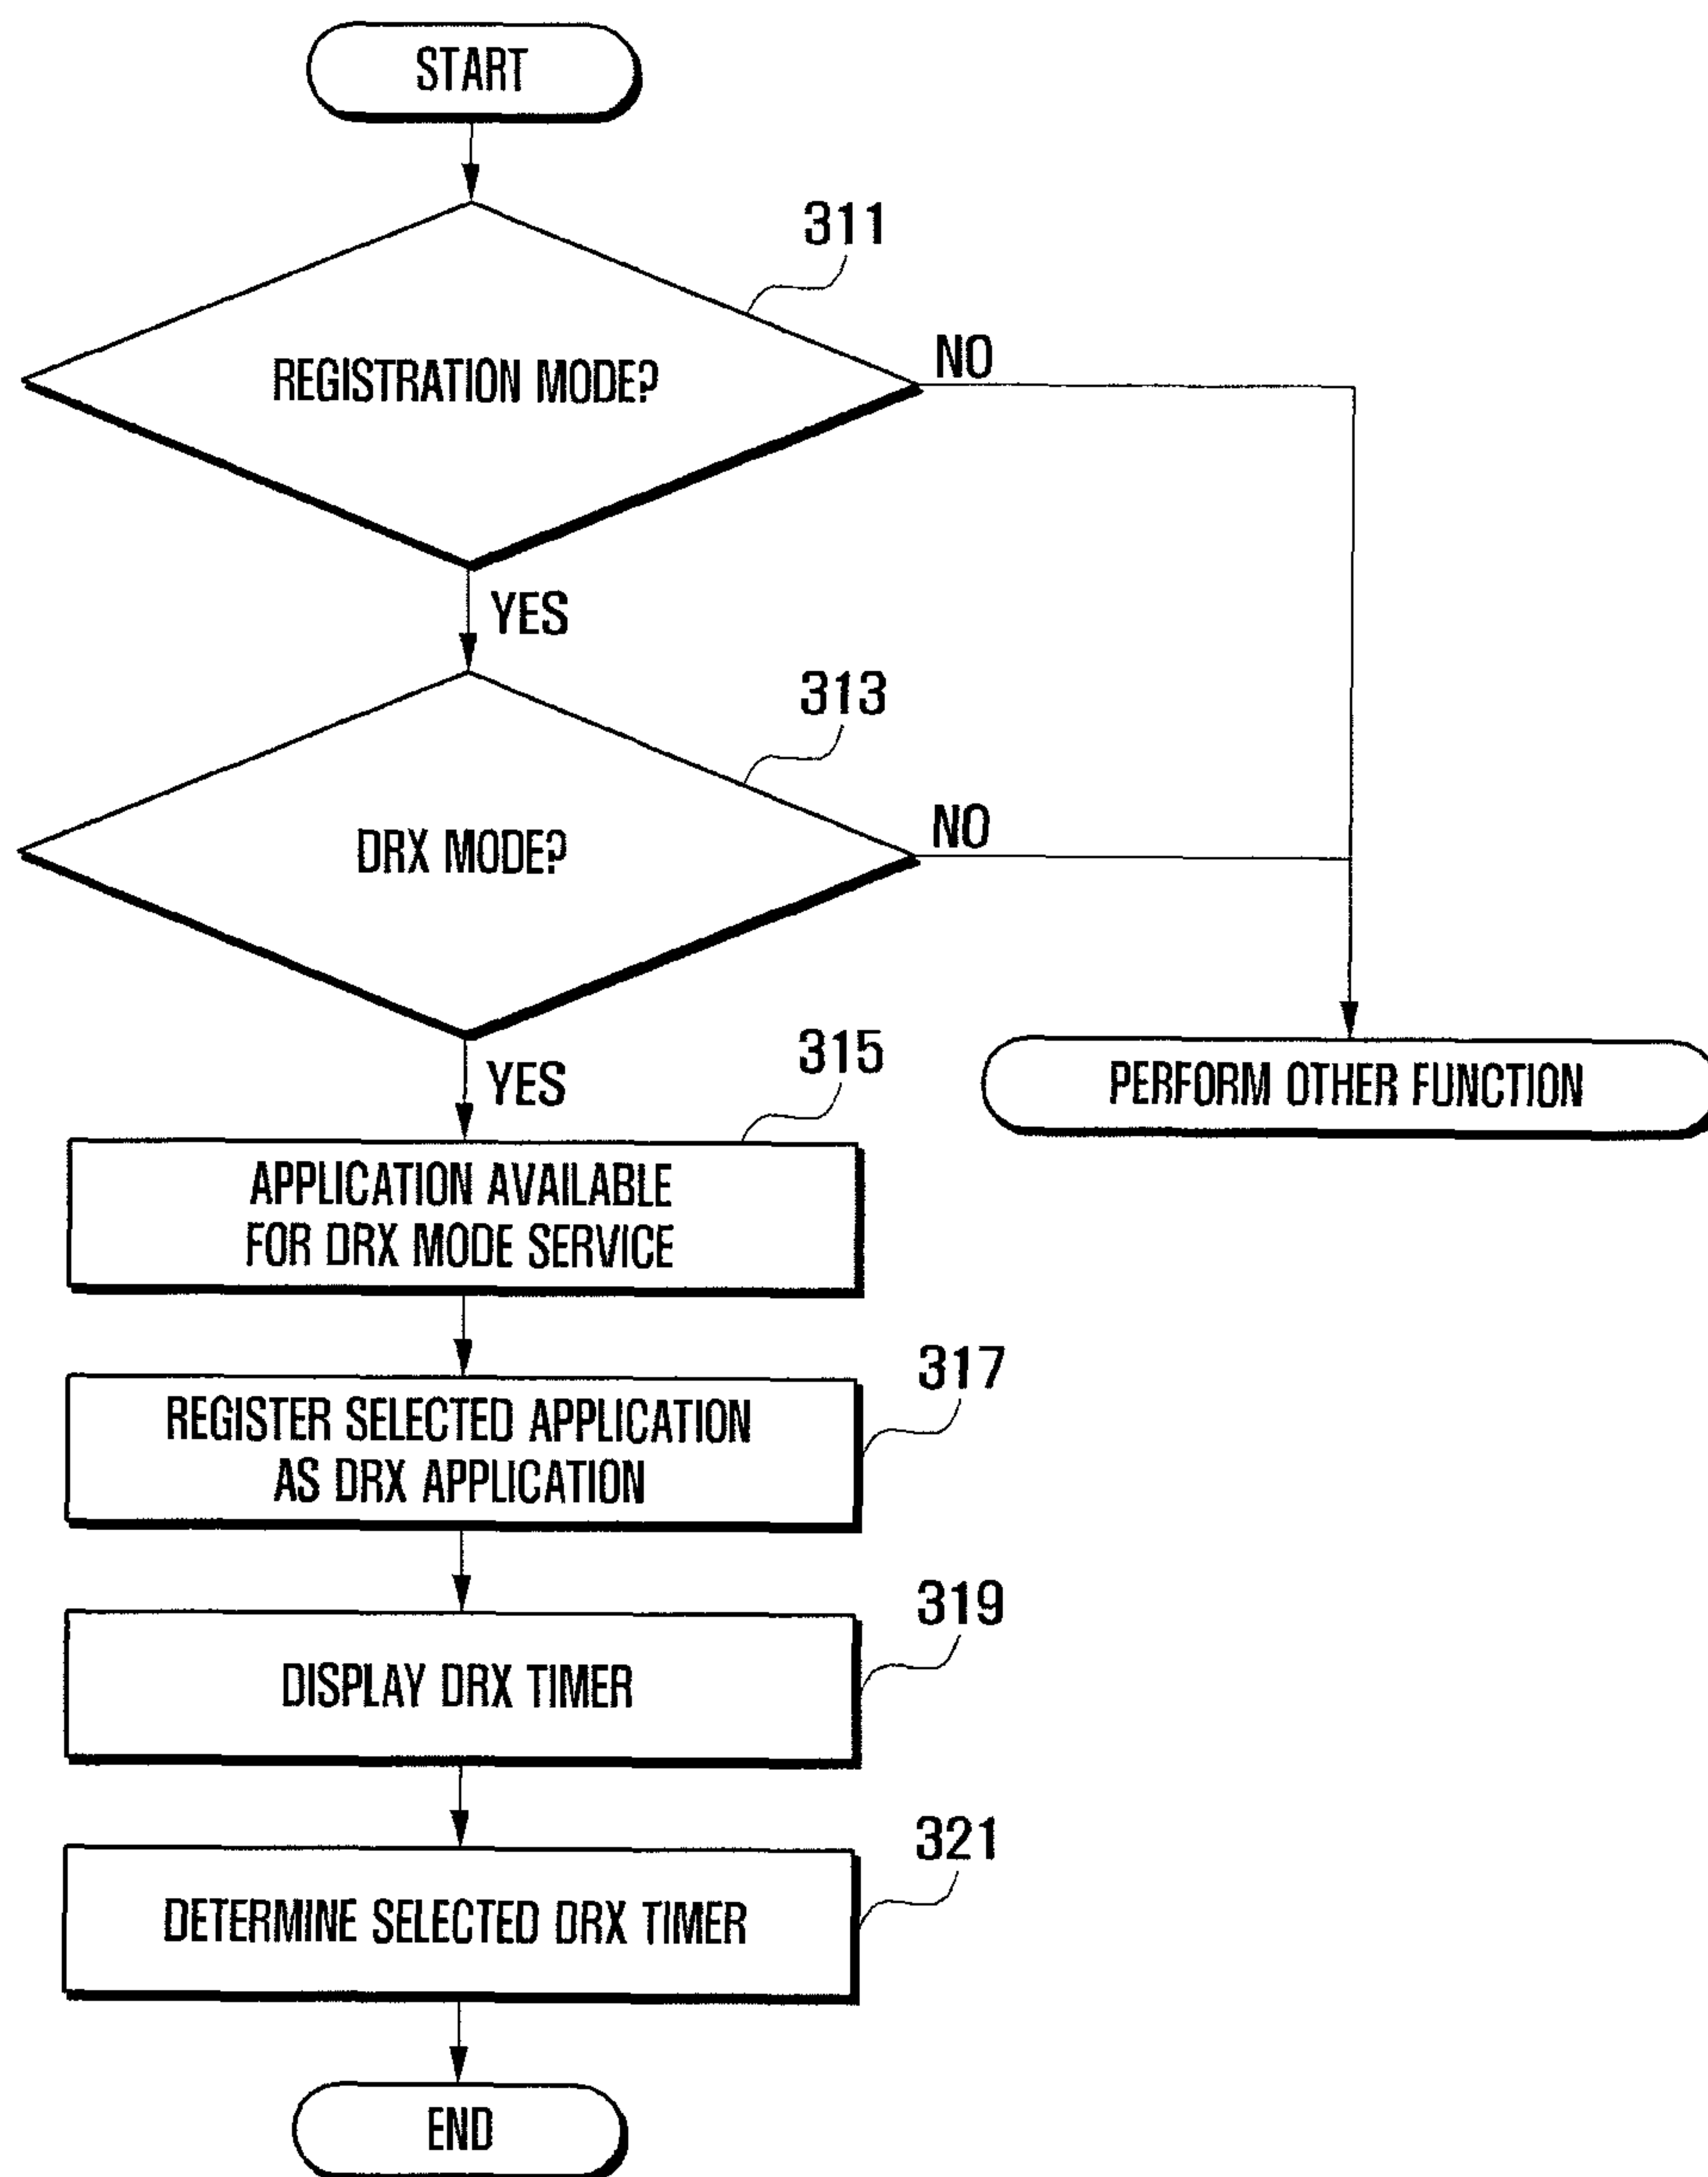 START
311
REGISTRATION MODE?
NO
YES
313
DRX MODE?
NO
YES
315
PERFORM OTHER FUNCTION
APPLICATION AVAILABLE
FOR DRX MODE SERVICE
317
REGISTER SELECTED APPLICATION
AS DRX APPLICATION
319
DISPLAY DRX TIMER
321
DETERMINE SELECTED DRX TIMER
END